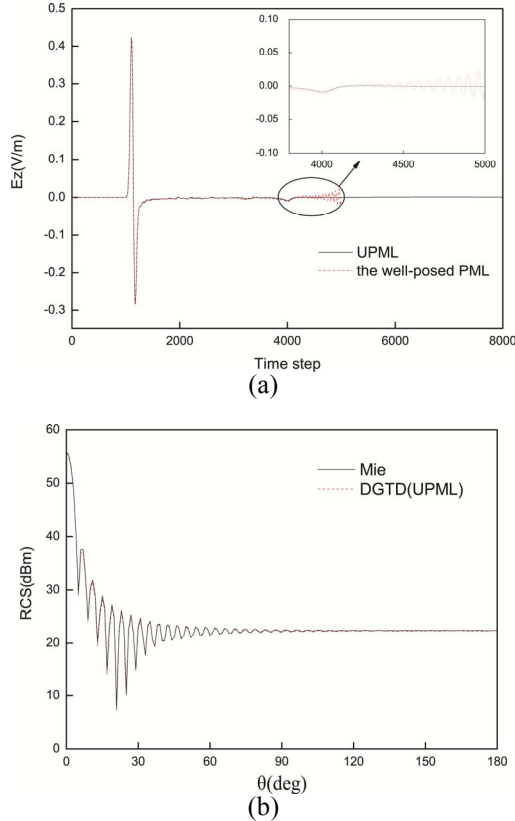 0.4
0.3
0.2
0.1
0.0
-0.1
-0.2
-0.3
Ez(V/m)
0.10
0.05
0.00
-0.05
-0.10
4000 4500 5000
UPML
the well-posed PML
0 2000 4000 6000 8000
Time step
(a)
60
50
40
30
20
10
0
RCS(dBm)
Mie
DGTD(UPML)
0 30 60 90 120 150 180
θ(deg)
(b)